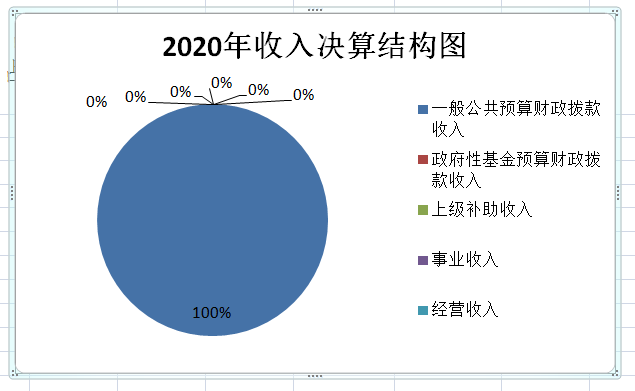 2020年收入决算结构图
0%
0%
0%
0%
0%
0%
100%
一般公共预算财政拨款
收入
政府性基金预算财政拨
款收入
上级补助收入
事业收入
经营收入